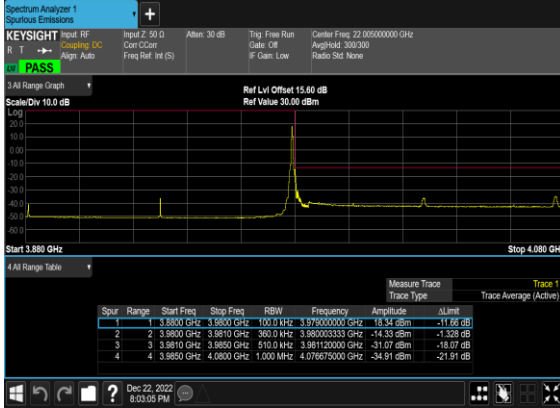 Spectrum Analyzer 1
Spurious Emissions
+
KEYSIGHT Input: RF Input Z: 50 Ω Atten: 30 dB Trig: Free Run Center Freq: 22.005000000 GHz
R T Coupling: DC Corr CCorr Gate: Off Avg|Hold: 300/300
Align: Auto Freq Ref: Int (S) IF Gain: Low Radio Std: None
PASS
3 All Range Graph
Ref Lvl Offset 15.60 dB
Scale/Div 10.0 dB Ref Value 30.00 dBm
Log
20.0
10.0
0.00
-10.0
-20.0
-30.0
-40.0
-50.0
-60.0
Start 3.880 GHz Stop 4.080 GH
4 All Range Table
Measure Trace Trace 1
Trace Type Trace Average (Active)
Spur Range Start Freq Stop Freq RBW Frequency Amplitude ΔLimit
1 1 3.8800 GHz 3.9800 GHz 100.0 kHz 3.979000000 GHz 18.34 dBm -11.66 dB
2 2 3.9800 GHz 3.9810 GHz 360.0 kHz 3.980003333 GHz -14.33 dBm -1.328 dB
3 3 3.9810 GHz 3.9850 GHz 510.0 kHz 3.981120000 GHz -31.07 dBm -18.07 dB
4 4 3.9850 GHz 4.0800 GHz 1.000 MHz 4.076675000 GHz -34.91 dBm -21.91 dB
?
Dec 22, 2022
8:03:05 PM